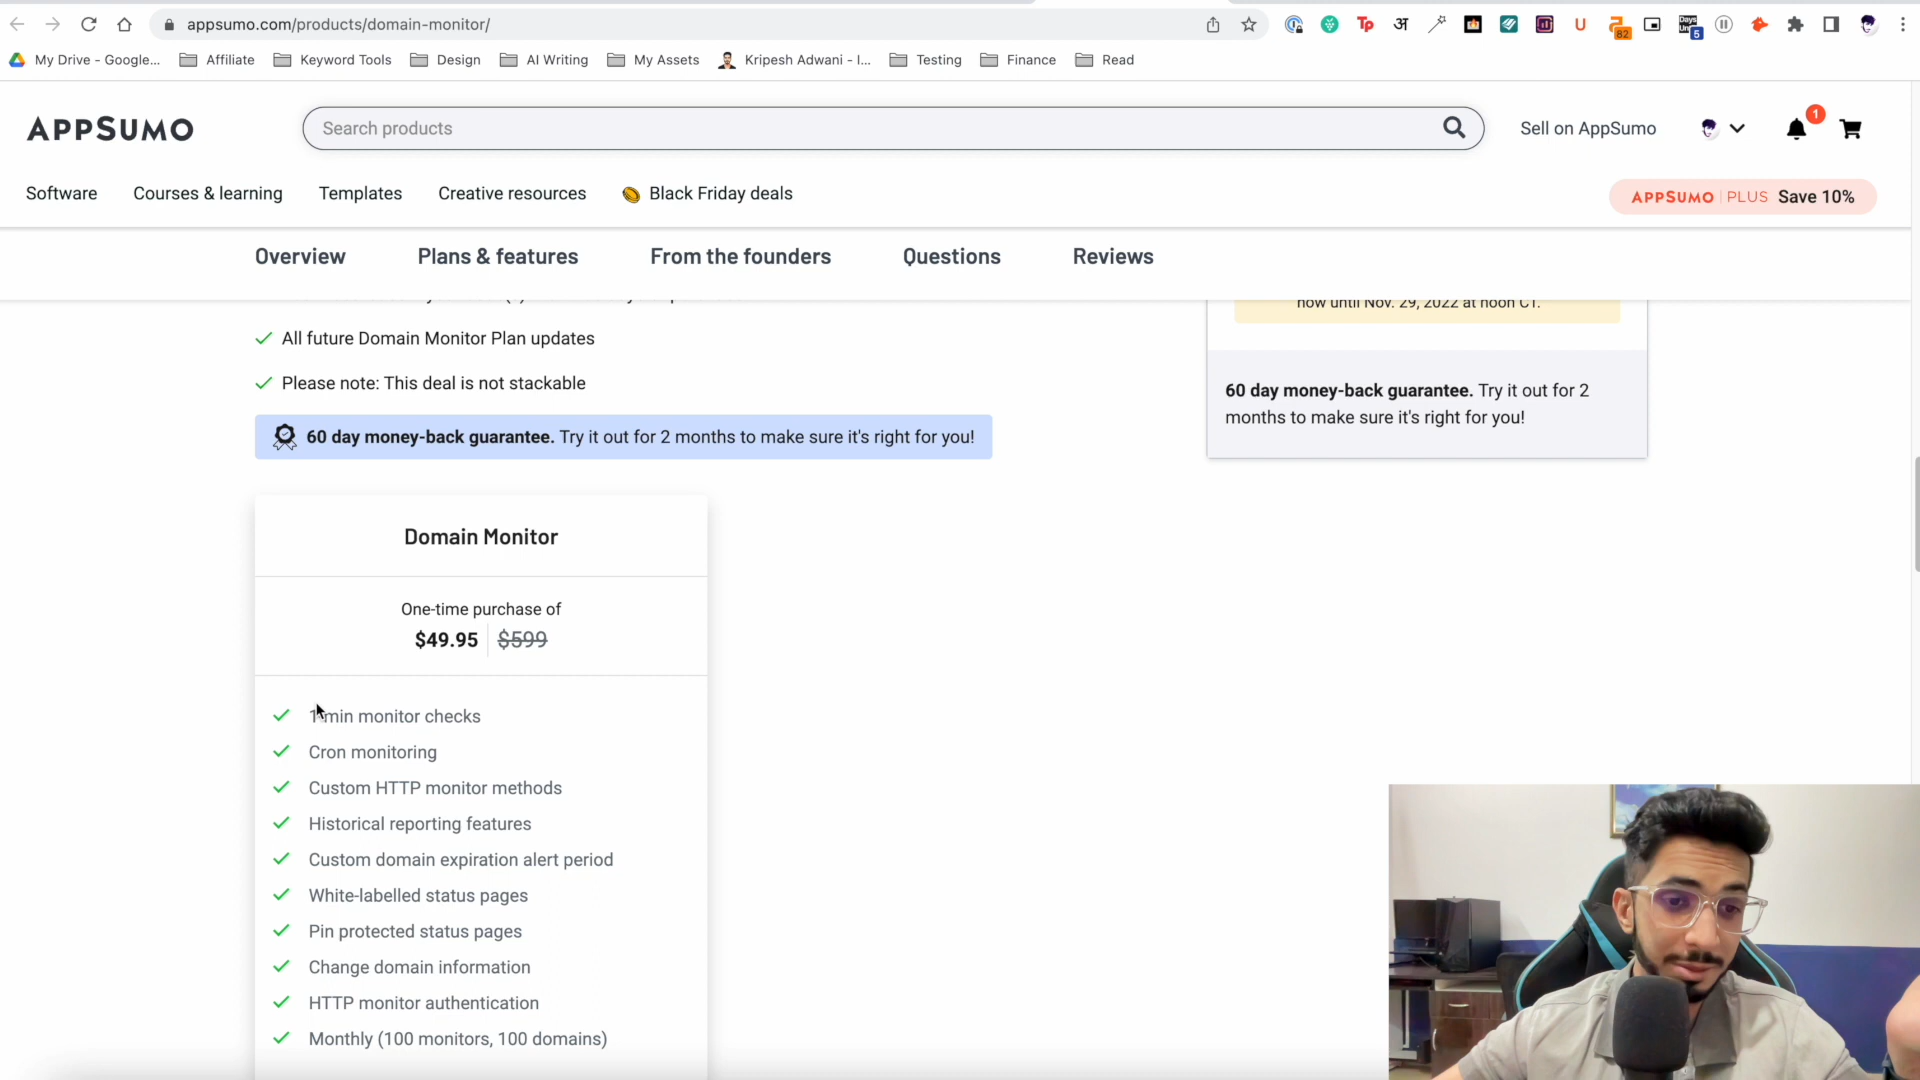 appsumo.com/products/domain-monitor/
Tp
अ
U
82
Days
5
My Drive - Google...
Affiliate
Keyword Tools
Design
AI Writing
My Assets
Kripesh Adwani - I...
Testing
Finance
Read
APPSUMO
Search products
Sell on AppSumo
1
Software
Courses & learning
Templates
Creative resources
Black Friday deals
APPSUMO | PLUS Save 10%
Overview
Plans & features
From the founders
Questions
Reviews
now until Nov. 29, 2022 at noon CT.
All future Domain Monitor Plan updates
Please note: This deal is not stackable
60 day money-back guarantee. Try it out for 2 months to make sure it's right for you!
60 day money-back guarantee. Try it out for 2
months to make sure it's right for you!
Domain Monitor
One-time purchase of
$49.95 $599
1 min monitor checks
Cron monitoring
Custom HTTP monitor methods
Historical reporting features
Custom domain expiration alert period
White-labelled status pages
Pin protected status pages
Change domain information
HTTP monitor authentication
Monthly (100 monitors, 100 domains)